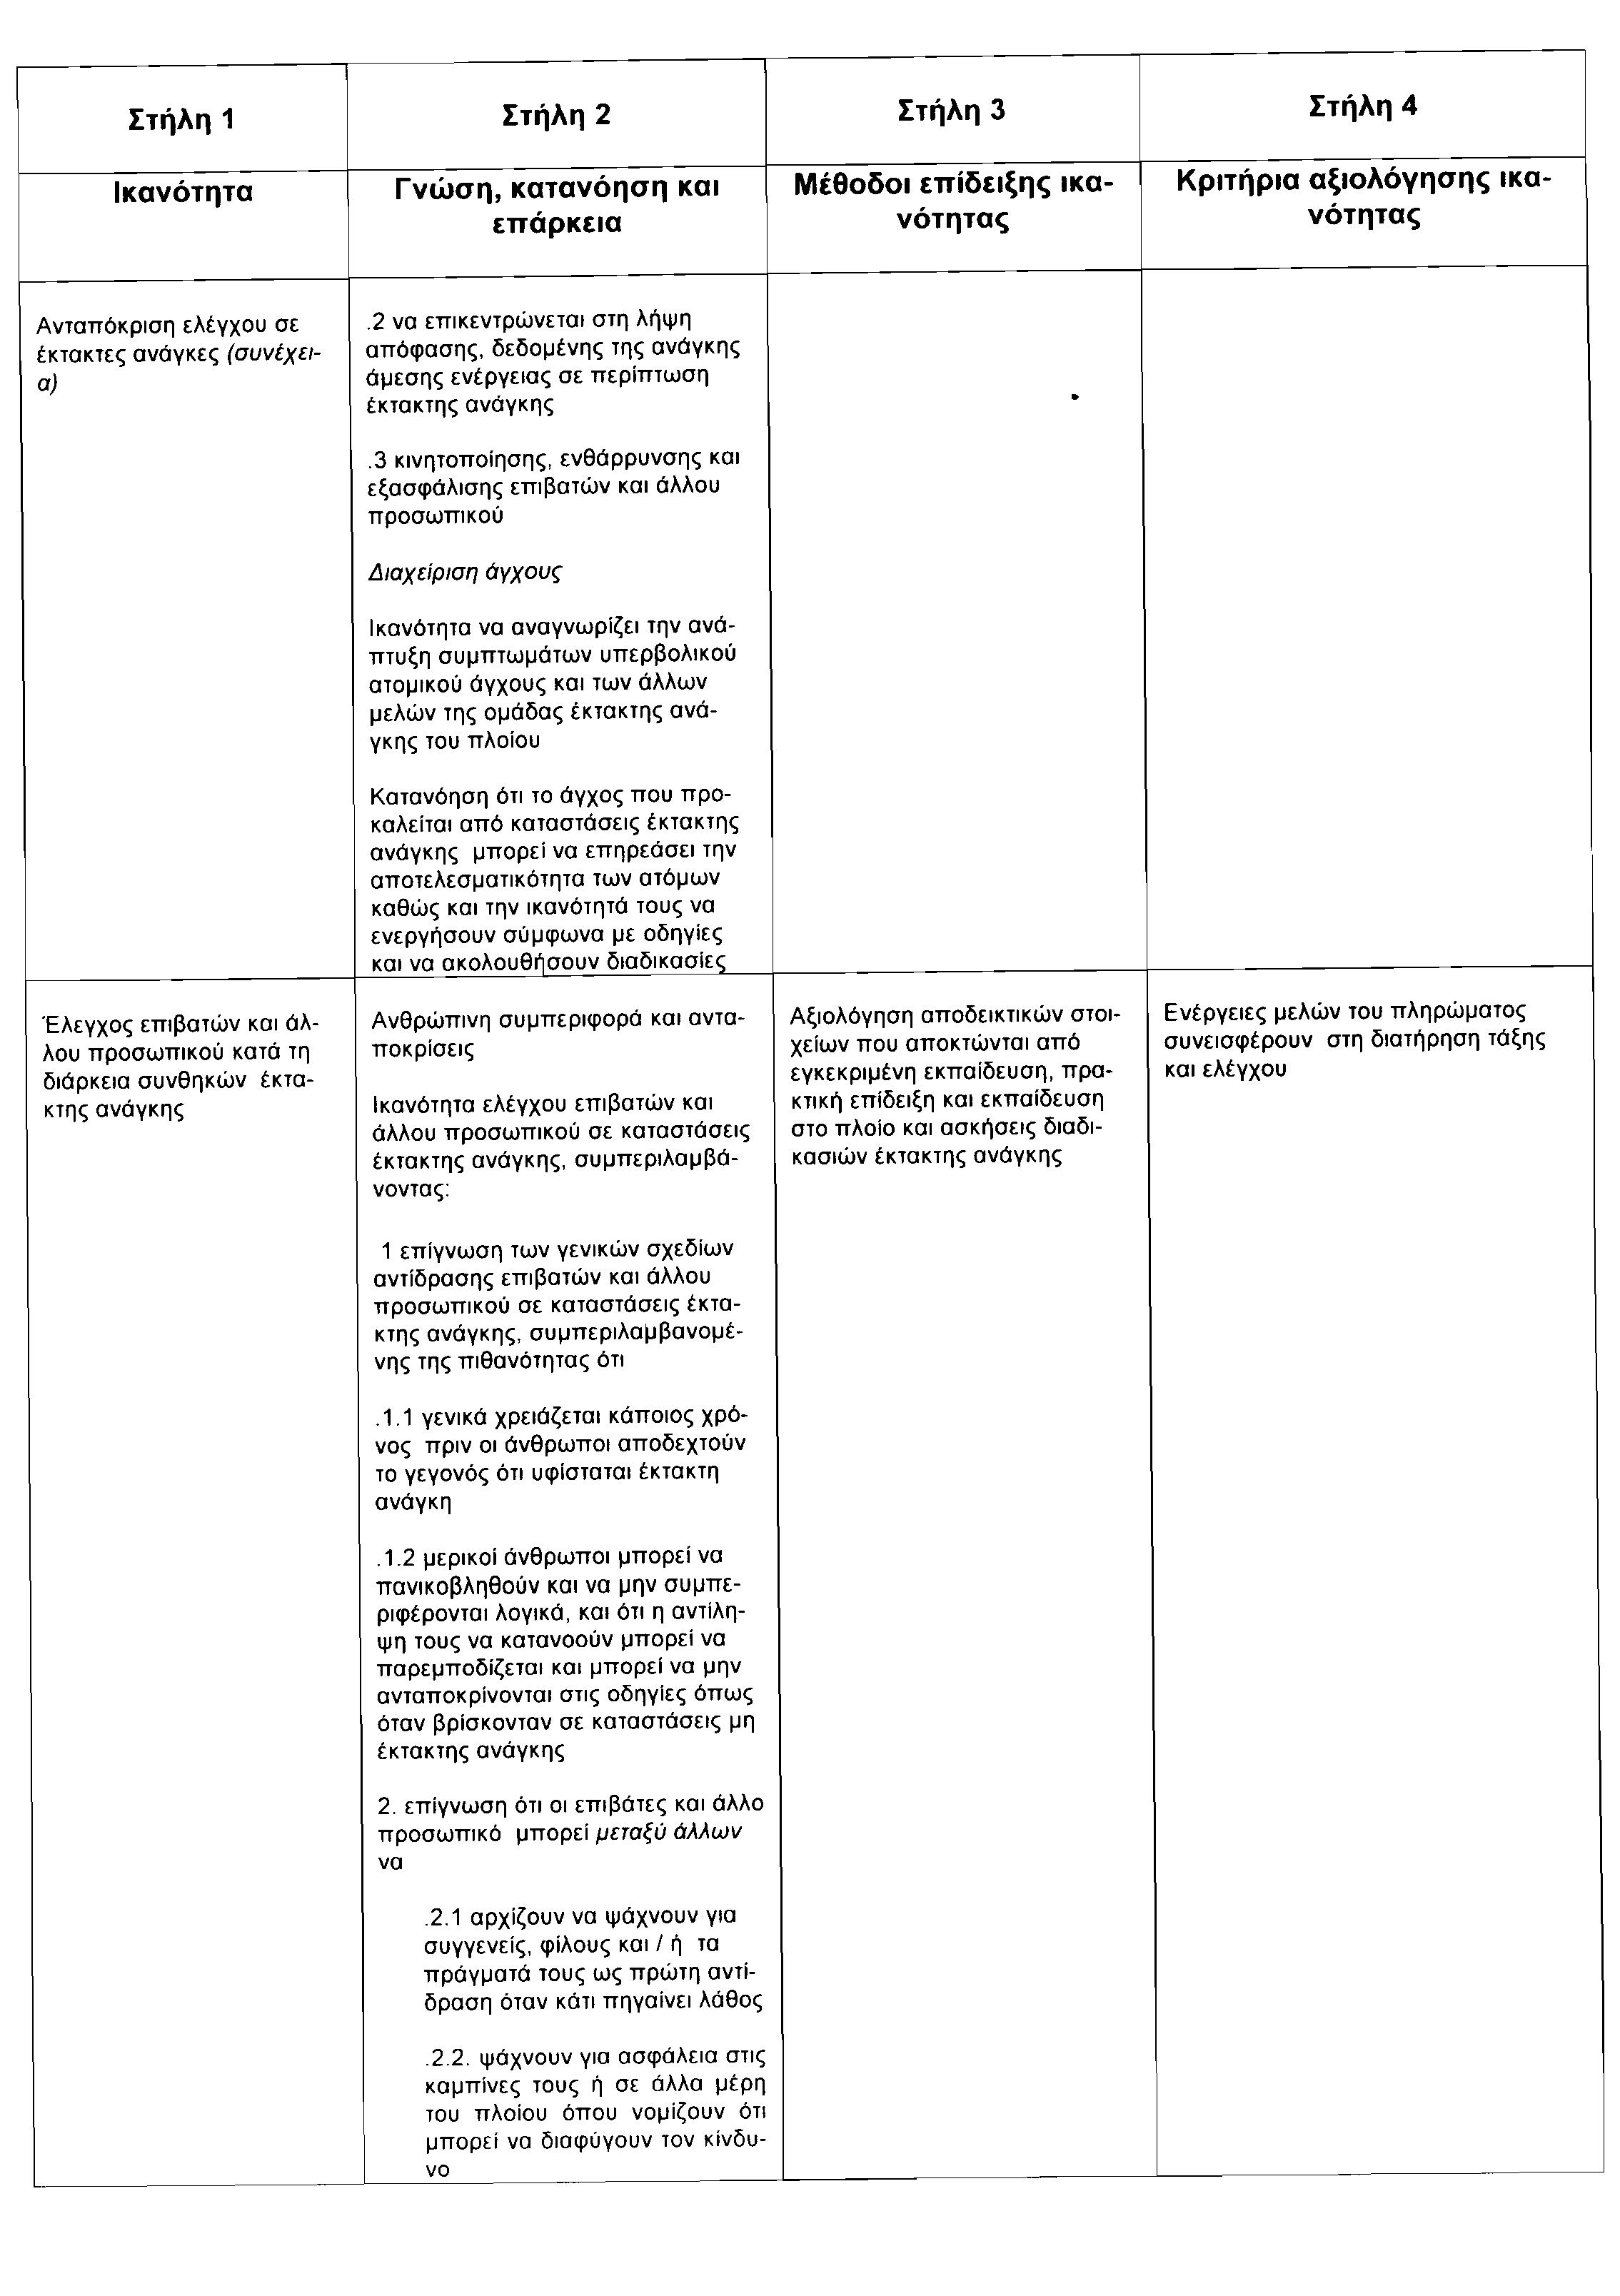 Στήλη 1
Στήλη 2
Στήλη 3
Στήλη 4
Ικανότητα
Γνώση, κατανόηση και
επάρκεια
Μέθοδοι επίδειξης ικα-
νότητας
Κριτήρια αξιολόγησης ικα-
νότητας
Ανταπόκριση ελέγχου σε
έκτακτες ανάγκες (συνέχει-
α)
.2 να επικεντρώνεται στη λήψη
απόφασης, δεδομένης της ανάγκης
άμεσης ενέργειας σε περίπτωση
έκτακτης ανάγκης
.3 κινητοποίησης, ενθάρρυνσης και
εξασφάλισης επιβατών και άλλου
προσωπικού
Διαχείριση άγχους
Ικανότητα να αναγνωρίζει την ανά-
πτυξη συμπτωμάτων υπερβολικού
ατομικού άγχους και των άλλων
μελών της ομάδας έκτακτης ανά-
γκης του πλοίου
Κατανόηση ότι το άγχος που προ-
καλείται από καταστάσεις έκτακτης
ανάγκης μπορεί να επηρεάσει την
αποτελεσματικότητα των ατόμων
καθώς και την ικανότητά τους να
ενεργήσουν σύμφωνα με οδηγίες
και να ακολουθήσουν διαδικασίες
Έλεγχος επιβατών και άλ-
λου προσωπικού κατά τη
διάρκεια συνθηκών έκτα-
κτης ανάγκης
Ανθρώπινη συμπεριφορά και αντα-
ποκρίσεις
Ικανότητα ελέγχου επιβατών και
άλλου προσωπικού σε καταστάσεις
έκτακτης ανάγκης, συμπεριλαμβά-
νοντας:
1 επίγνωση των γενικών σχεδίων
αντίδρασης επιβατών και άλλου
προσωπικού σε καταστάσεις έκτα-
κτης ανάγκης, συμπεριλαμβανομέ-
νης της πιθανότητας ότι
.1.1 γενικά χρειάζεται κάποιος χρό-
νος πριν οι άνθρωποι αποδεχτούν
το γεγονός ότι υφίσταται έκτακτη
ανάγκη
.1.2 μερικοί άνθρωποι μπορεί να
πανικοβληθούν και να μην συμπε-
ριφέρονται λογικά, και ότι η αντίλη-
ψη τους να κατανοούν μπορεί να
παρεμποδίζεται και μπορεί να μην
ανταποκρίνονται στις οδηγίες όπως
όταν βρίσκονταν σε καταστάσεις μη
έκτακτης ανάγκης
2. επίγνωση ότι οι επιβάτες και άλλο
προσωπικό μπορεί μεταξύ άλλων
να
.2.1 αρχίζουν να ψάχνουν για
συγγενείς, φίλους και / ή τα
πράγματά τους ως πρώτη αντί-
δραση όταν κάτι πηγαίνει λάθος
.2.2. ψάχνουν για ασφάλεια στις
καμπίνες τους ή σε άλλα μέρη
του πλοίου όπου νομίζουν ότι
μπορεί να διαφύγουν τον κίνδυ-
νο
Αξιολόγηση αποδεικτικών στοι-
χείων που αποκτώνται από
εγκεκριμένη εκπαίδευση, πρα-
κτική επίδειξη και εκπαίδευση
στο πλοίο και ασκήσεις διαδι-
κασιών έκτακτης ανάγκης
Ενέργειες μελών του πληρώματος
συνεισφέρουν στη διατήρηση τάξης
και ελέγχου